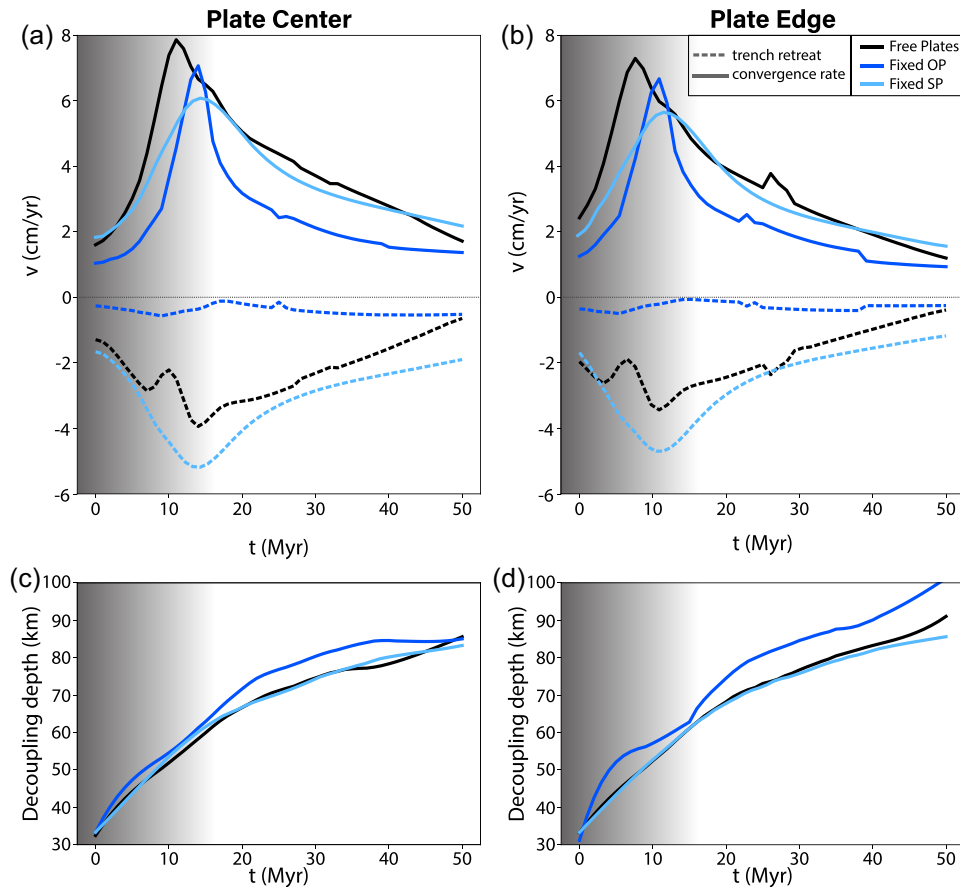 Plate Center
Plate Edge
(a)
(b)
trench retreat
convergence rate
Free Plates
Fixed OP
Fixed SP
v (cm/yr)
8
6
4
2
0
-2
-4
-6
0 10 20 30 40 50
t (Myr)
v (cm/yr)
8
6
4
2
0
-2
-4
-6
0 10 20 30 40 50
t (Myr)
(c)
Decoupling depth (km)
100
90
80
70
60
50
40
30
0 10 20 30 40 50
t (Myr)
(d)
Decoupling depth (km)
100
90
80
70
60
50
40
30
0 10 20 30 40 50
t (Myr)